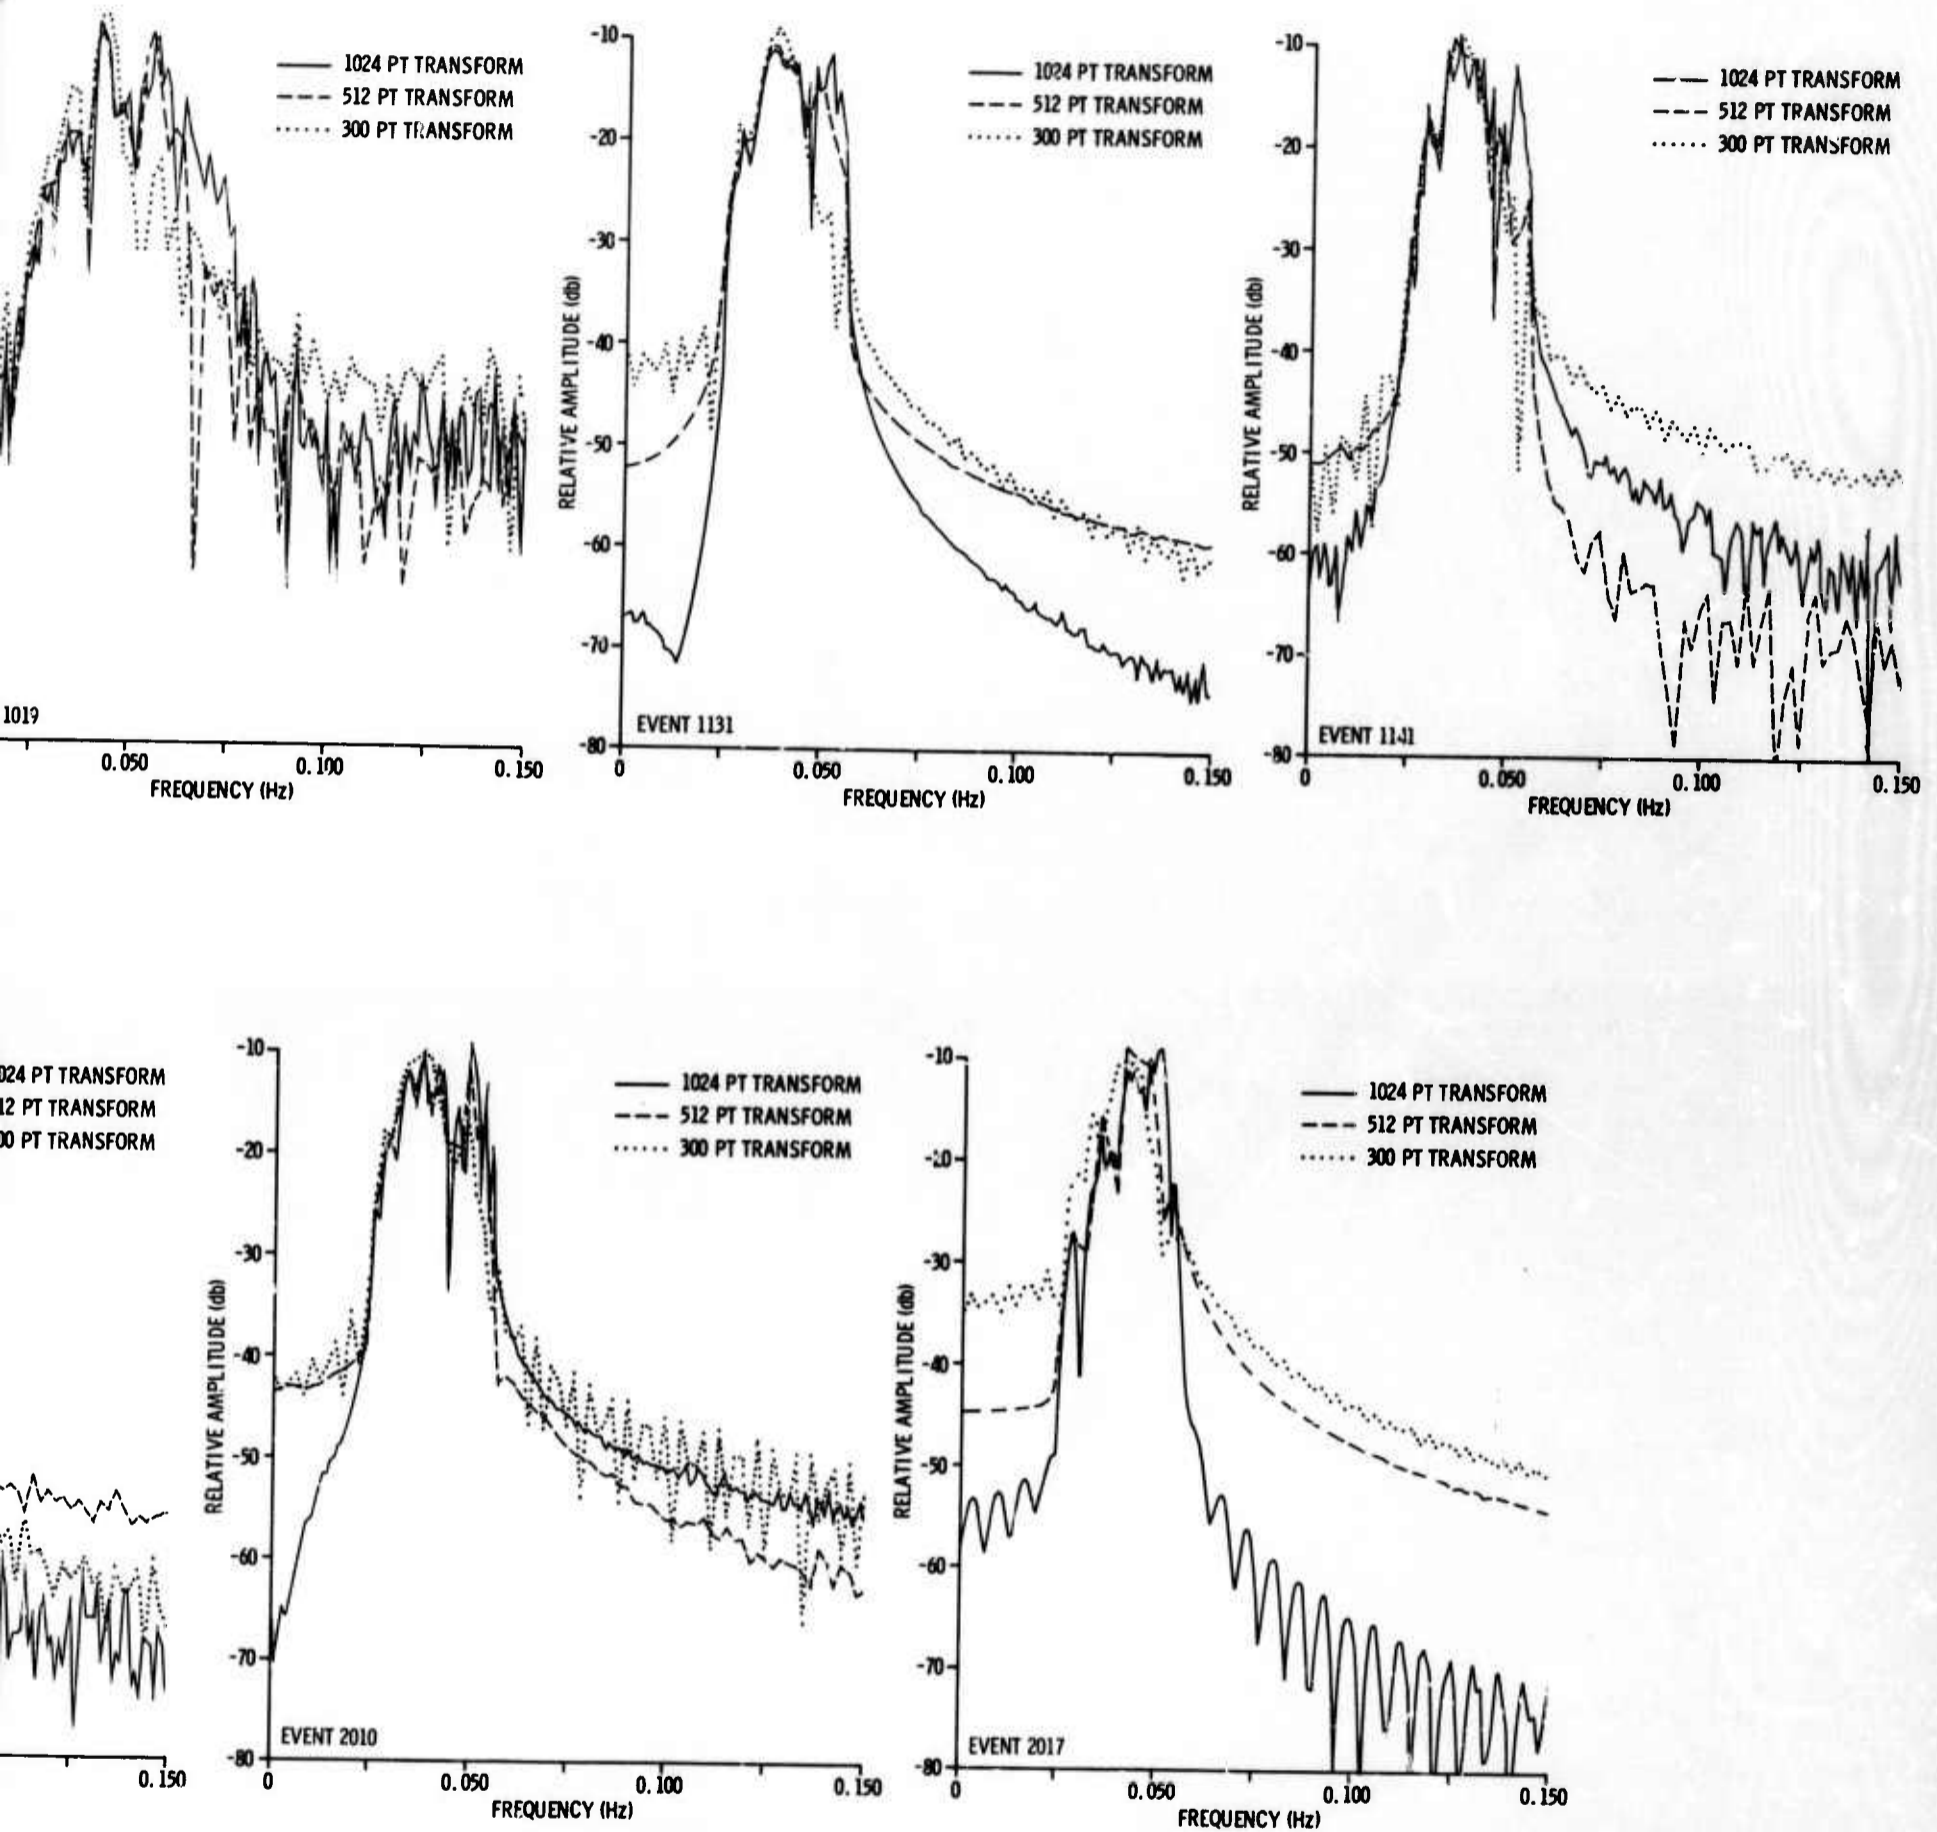 1024 PT TRANSFORM
512 PT TRANSFORM
300 PT TRANSFORM
1019
0.050
0.100
0.150
FREQUENCY (Hz)
-10
-20
-30
-40
-50
-60
-70
-80
RELATIVE AMPLITUDE (db)
1024 PT TRANSFORM
512 PT TRANSFORM
300 PT TRANSFORM
EVENT 1131
0
0.050
0.100
0.150
FREQUENCY (Hz)
-10
-20
-30
-40
-50
-60
-70
-80
RELATIVE AMPLITUDE (db)
1024 PT TRANSFORM
512 PT TRANSFORM
300 PT TRANSFORM
EVENT 1141
0
0.050
0.100
0.150
FREQUENCY (Hz)
024 PT TRANSFORM
12 PT TRANSFORM
00 PT TRANSFORM
0.150
-10
-20
-30
-40
-50
-60
-70
-80
RELATIVE AMPLITUDE (db)
1024 PT TRANSFORM
512 PT TRANSFORM
300 PT TRANSFORM
EVENT 2010
0
0.050
0.100
0.150
FREQUENCY (Hz)
-10
-20
-30
-40
-50
-60
-70
-80
RELATIVE AMPLITUDE (db)
1024 PT TRANSFORM
512 PT TRANSFORM
300 PT TRANSFORM
EVENT 2017
0
0.050
0.100
0.150
FREQUENCY (Hz)